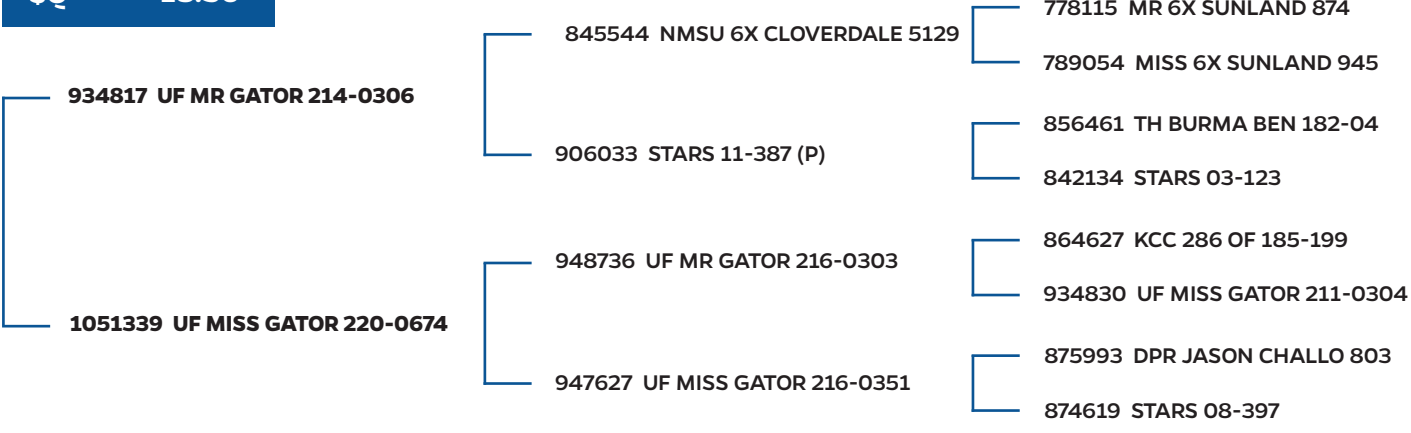 778115 MR 6X SUNLAND 874
845544 NMSU 6X CLOVERDALE 5129
789054 MISS 6X SUNLAND 945
934817 UF MR GATOR 214-0306
856461 TH BURMA BEN 182-04
906033 STARS 11-387 (P)
842134 STARS 03-123
864627 KCC 286 OF 185-199
948736 UF MR GATOR 216-0303
934830 UF MISS GATOR 211-0304
1051339 UF MISS GATOR 220-0674
875993 DPR JASON CHALLO 803
947627 UF MISS GATOR 216-0351
874619 STARS 08-397